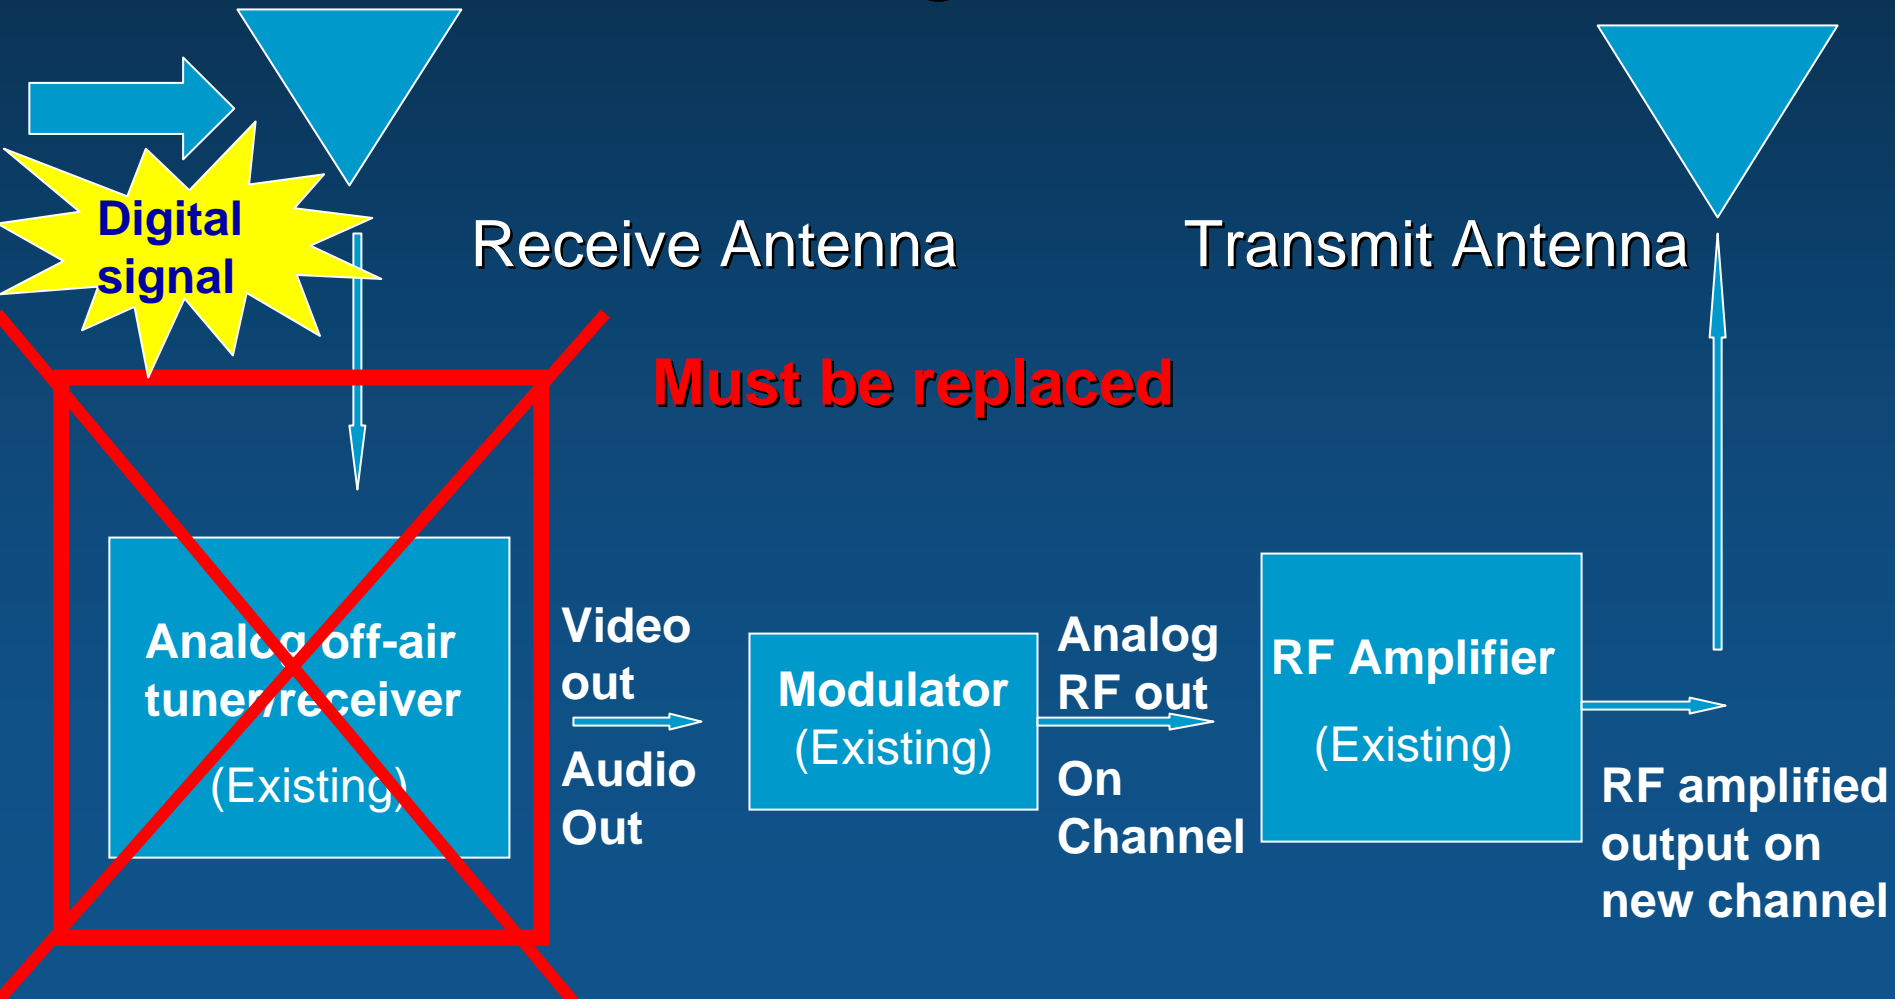 Digital
signal
Receive Antenna
Transmit Antenna
Must be replaced
Analog off-air
tuner/receiver
(Existing)
Video
out
Audio
Out
Modulator
(Existing)
Analog
RF out
On
Channel
RF Amplifier
(Existing)
RF amplified
output on
new channel